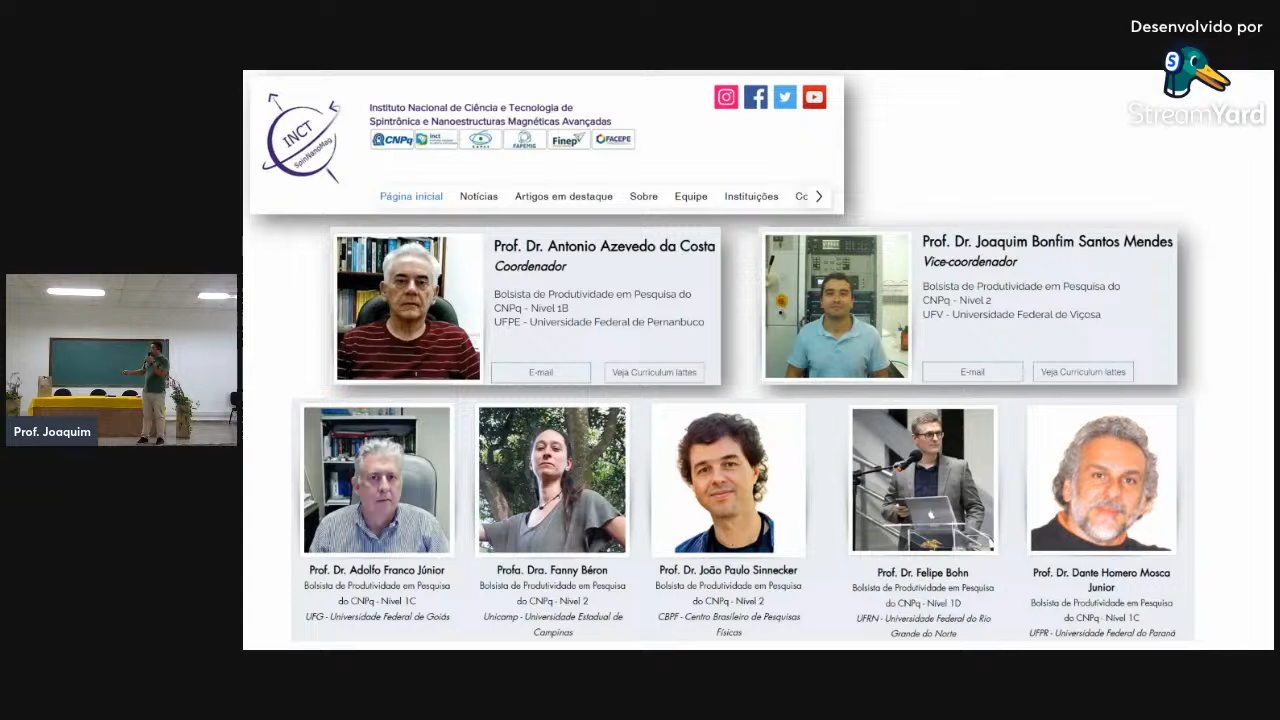 Desenvolvido por
S
StreamYard
Instituto Nacional de Ciência e Tecnologia de
Spintrônica e Nanoestruturas Magnéticas Avançadas
INCT
SpinNanoMag
CNPq inct FAPEMIG Finep FACEPE
Página inicial Notícias Artigos em destaque Sobre Equipe Instituições Co
Prof. Dr. Antonio Azevedo da Costa
Coordenador
Bolsista de Produtividade em Pesquisa do
CNPq - Nivel 1B
UFPE - Universidade Federal de Pernambuco
E-mail Veja Curriculum lattes
Prof. Dr. Joaquim Bonfim Santos Mendes
Vice-coordenador
Bolsista de Produtividade em Pesquisa do
CNPq - Nivel 2
UFV - Universidade Federal de Viçosa
E-mail Veja Curriculum lattes
Prof. Joaquim
Prof. Dr. Adolfo Franco Júnior
Bolsista de Produtividade em Pesquisa
do CNPq - Nível 1C
UFG - Universidade Federal de Goiás
Profa. Dra. Fanny Béron
Bolsista de Produtividade em Pesquisa
do CNPq - Nível 2
Unicamp - Universidade Estadual de
Campinas
Prof. Dr. João Paulo Sinnecker
Bolsista de Produtividade em Pesquisa
do CNPq - Nível 2
CBPF - Centro Brasileiro de Pesquisas
Físicas
Prof. Dr. Felipe Bohn
Bolsista de Produtividade em Pesquisa
do CNPq - Nível 1D
UFRN - Universidade Federal do Rio
Grande do Norte
Prof. Dr. Dante Homero Mosca
Junior
Bolsista de Produtividade em Pesquisa
do CNPq - Nível 1C
UFPR - Universidade Federal do Paraná